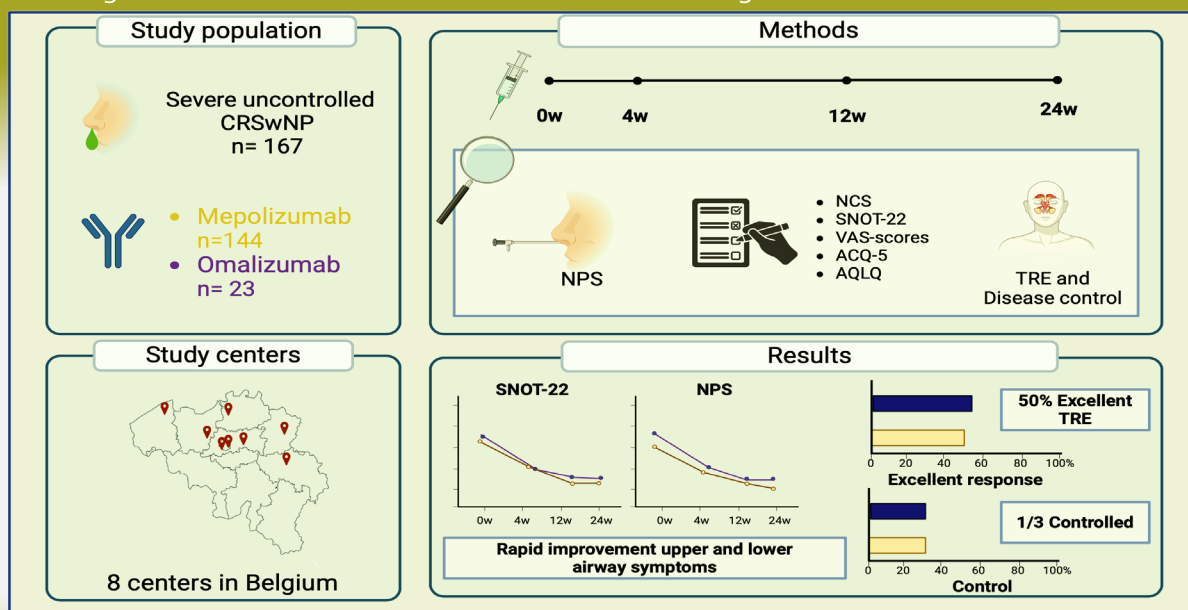 Study population
Severe uncontrolled
CRSwNP
n= 167
• Mepolizumab
n=144
• Omalizumab
n= 23
Methods
0w 4w 12w 24w
NPS
• NCS
• SNOT-22
• VAS-scores
• ACQ-5
• AQLQ
TRE and
Disease control
Study centers
8 centers in Belgium
Results
SNOT-22
0w 4w 12w 24w
NPS
0w 4w 12w 24w
Rapid improvement upper and lower
airway symptoms
50% Excellent
TRE
0 20 40 60 80 100%
Excellent response
1/3 Controlled
0 20 40 60 80 100%
Control